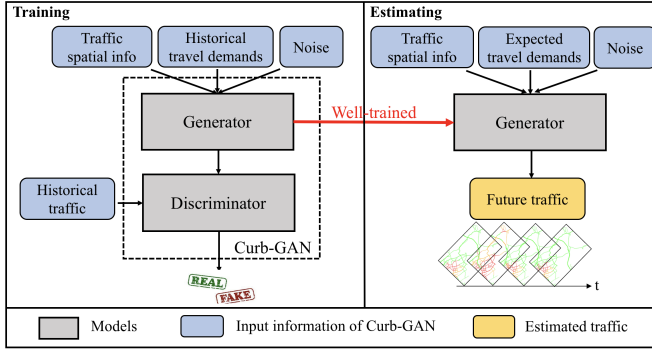 Training
Traffic
spatial info
Historical
travel demands
Noise
Generator
Historical
traffic
Discriminator
Curb-GAN
REAL
FAKE
Well-trained
Estimating
Traffic
spatial info
Expected
travel demands
Noise
Generator
Future traffic
t
Models
Input information of Curb-GAN
Estimated traffic